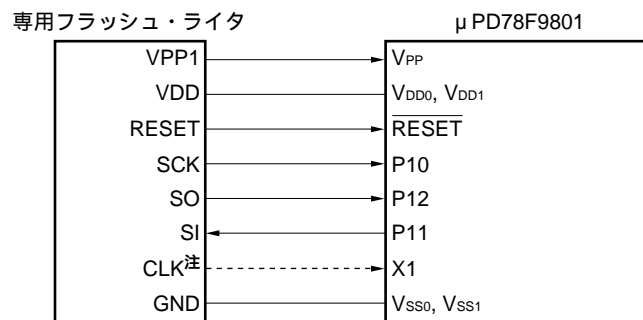 専用フラッシュ・ライタ μPD78F9801
VPP1 VPP
VDD VDD0, VDD1
RESET RESET
SCK P10
SO P12
SI P11
CLK注 X1
GND VSS0, VSS1